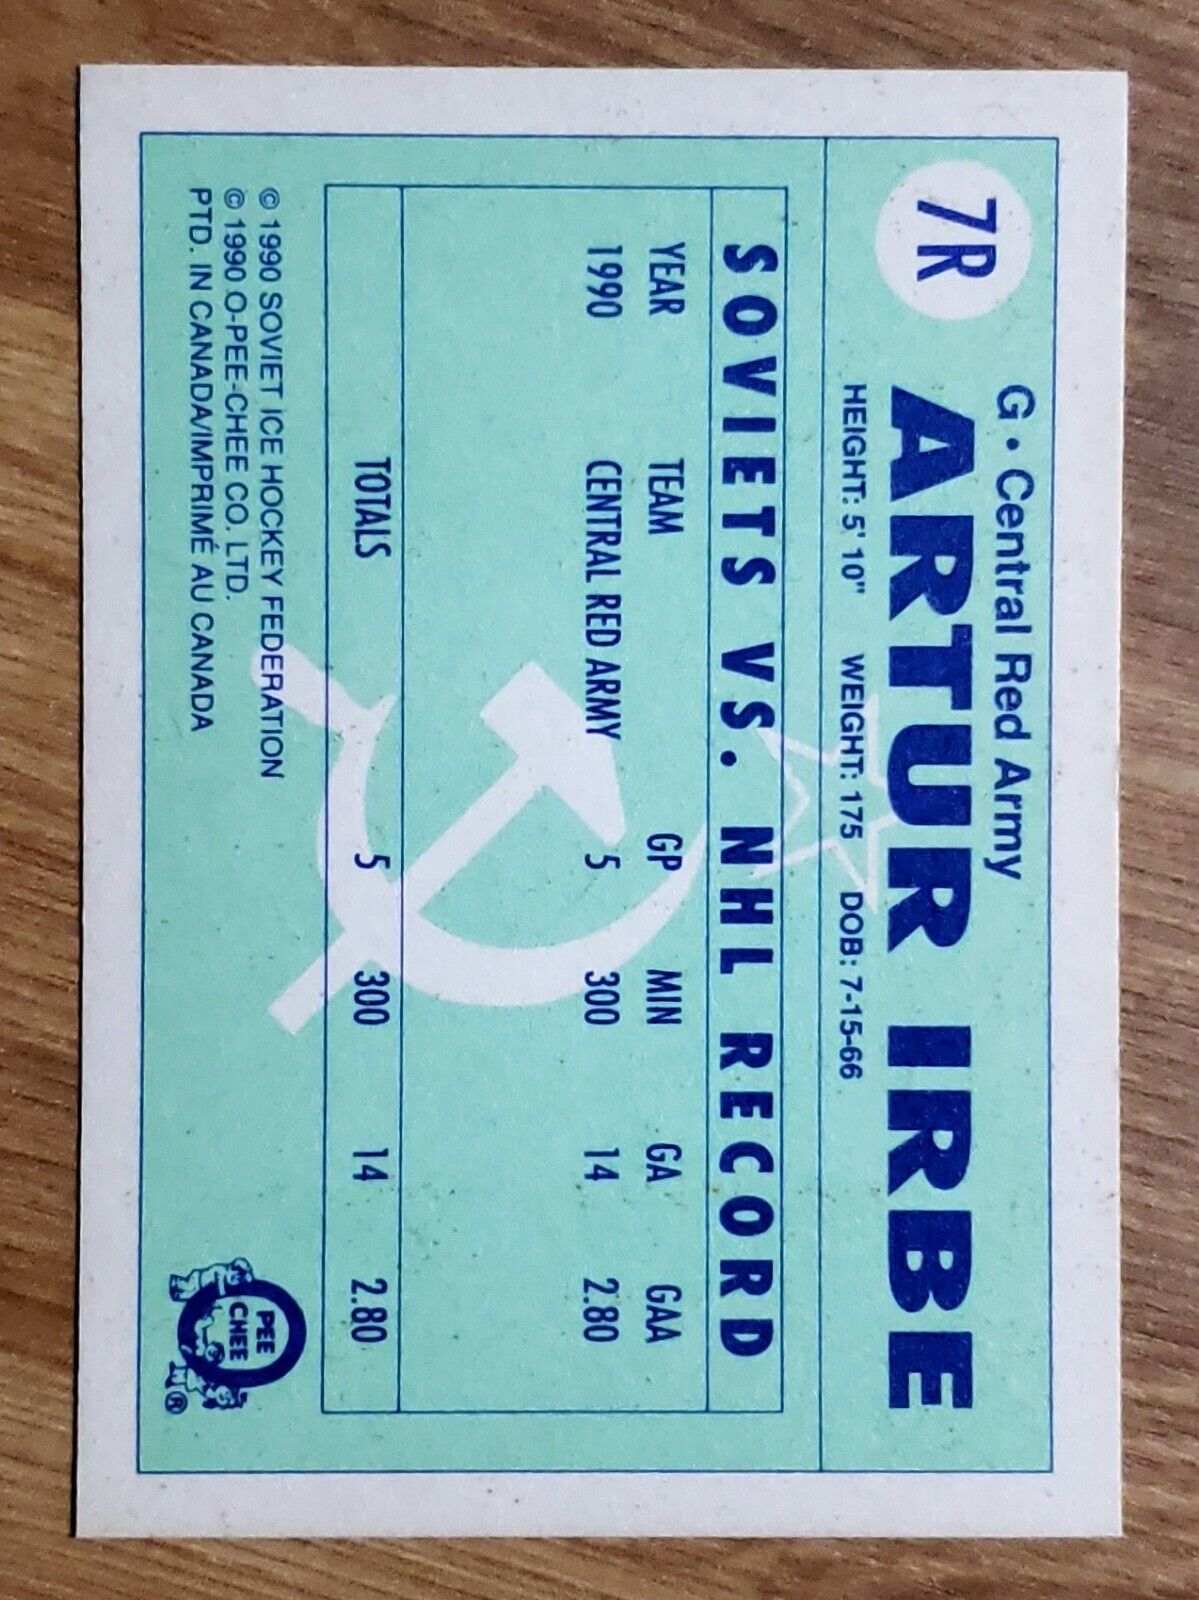 7R
G • Central Red Army
ARTUR IRBE
HEIGHT: 5' 10" WEIGHT: 175 DOB: 7-15-66
SOVIETS VS. NHL RECORD
YEAR TEAM GP MIN GA GAA
1990 CENTRAL RED ARMY 5 300 14 2.80
TOTALS 5 300 14 2.80
© 1990 SOVIET ICE HOCKEY FEDERATION
© 1990 O-PEE-CHEE CO. LTD.
PTD. IN CANADA/IMPRIMÉ AU CANADA
O
PEE
CHEE
®